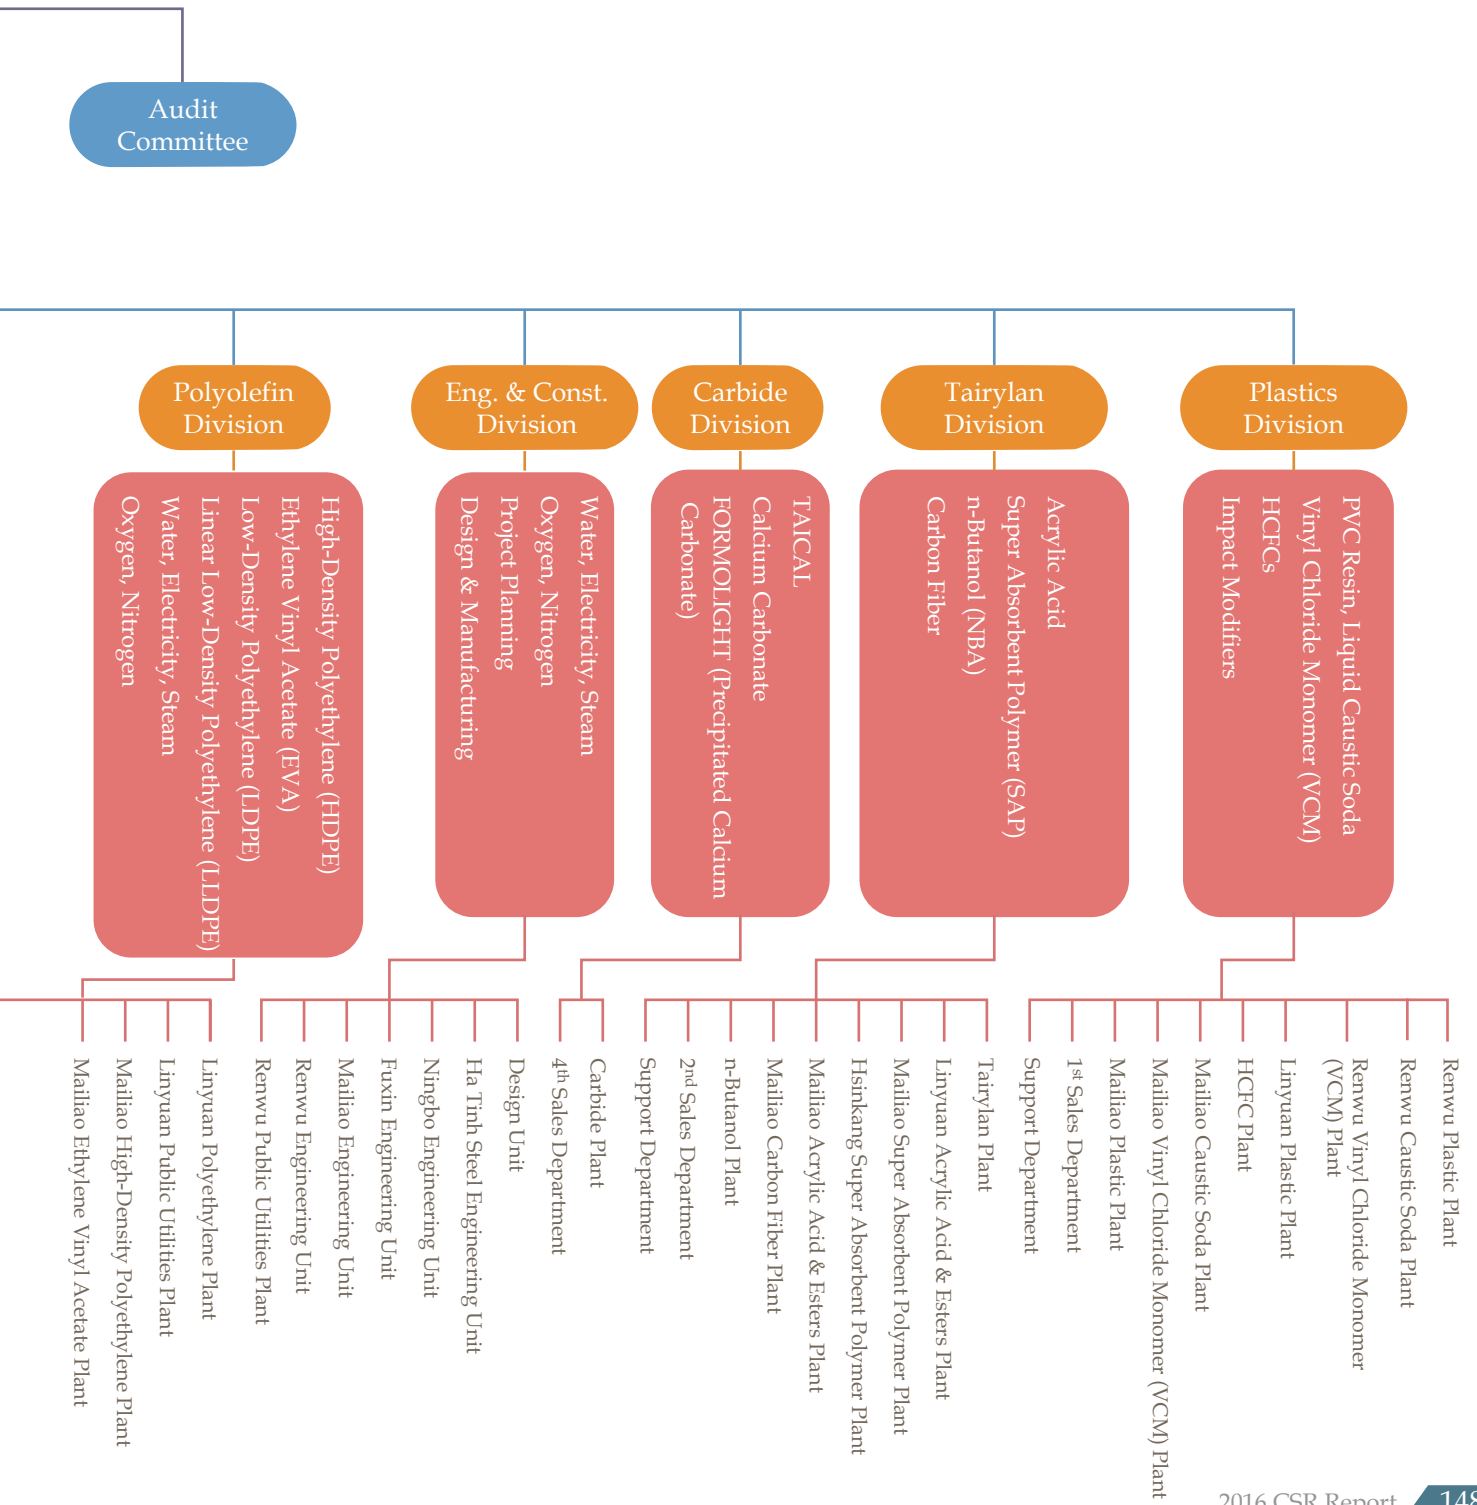 Audit
Committee
Polyolefin
Division
Eng. & Const.
Division
Carbide
Division
Tairylan
Division
Plastics
Division
High-Density Polyethylene (HDPE)
Ethylene Vinyl Acetate (EVA)
Low-Density Polyethylene (LDPE)
Linear Low-Density Polyethylene (LLDPE)
Water, Electricity, Steam
Oxygen, Nitrogen
Water, Electricity, Steam
Oxygen, Nitrogen
Project Planning
Design & Manufacturing
TAICAL
Calcium Carbonate
FORMOLIGHT (Precipitated Calcium
Carbonate)
Acrylic Acid
Super Absorbent Polymer (SAP)
n-Butanol (NBA)
Carbon Fiber
PVC Resin, Liquid Caustic Soda
Vinyl Chloride Monomer (VCM)
HCFCs
Impact Modifiers
Mailiao Ethylene Vinyl Acetate Plant
Mailiao High-Density Polyethylene Plant
Linyuan Public Utilities Plant
Linyuan Polyethylene Plant
Renwu Public Utilities Plant
Renwu Engineering Unit
Mailiao Engineering Unit
Fuxin Engineering Unit
Ningbo Engineering Unit
Ha Tinh Steel Engineering Unit
Design Unit
4th Sales Department
Carbide Plant
Support Department
2nd Sales Department
n-Butanol Plant
Mailiao Carbon Fiber Plant
Mailiao Acrylic Acid & Esters Plant
Hsinkang Super Absorbent Polymer Plant
Mailiao Super Absorbent Polymer Plant
Linyuan Acrylic Acid & Esters Plant
Tairylan Plant
Support Department
1st Sales Department
Mailiao Plastic Plant
Mailiao Vinyl Chloride Monomer (VCM) Plant
Mailiao Caustic Soda Plant
HCFC Plant
Linyuan Plastic Plant
Renwu Vinyl Chloride Monomer
(VCM) Plant
Renwu Caustic Soda Plant
Renwu Plastic Plant
2016 CSR Report 148